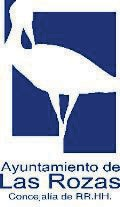 Ayuntamiento de
Las Rozas
Concejalía de RR.HH.